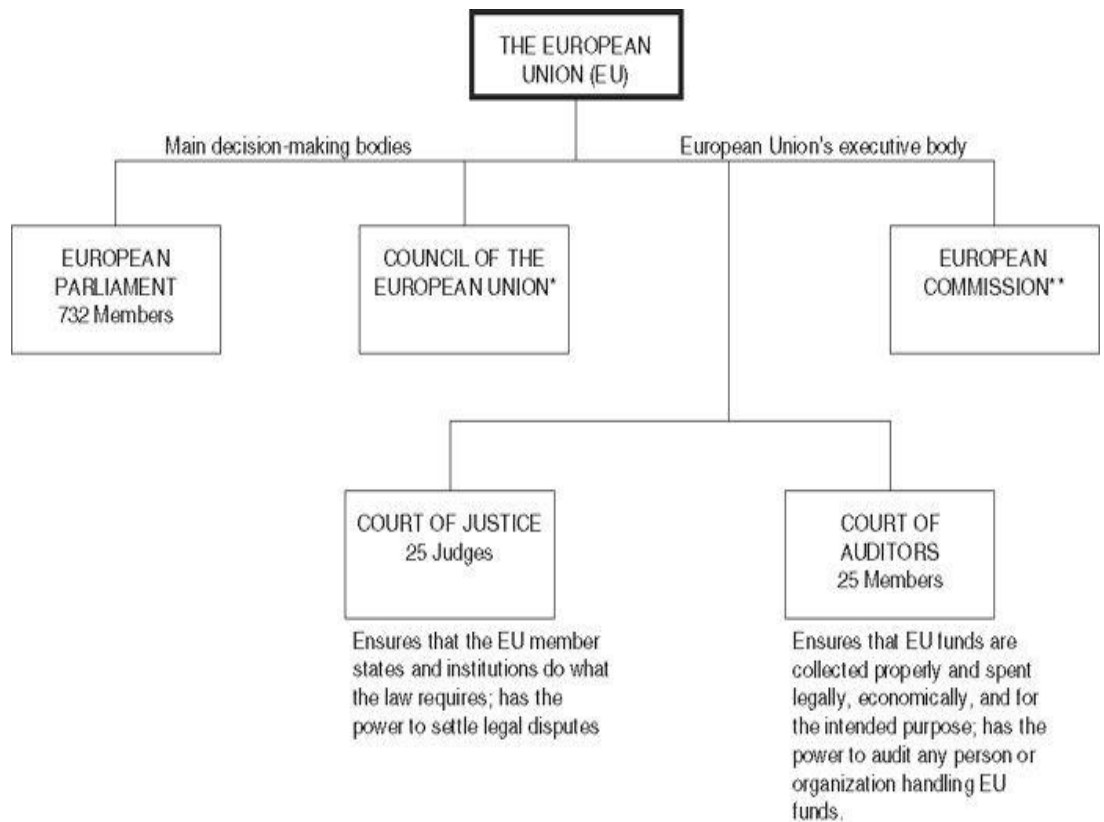 THE EUROPEAN
UNION (EU)
Main decision-making bodies
European Union's executive body
EUROPEAN
PARLIAMENT
732 Members
COUNCIL OF THE
EUROPEAN UNION*
EUROPEAN
COMMISSION**
COURT OF JUSTICE
25 Judges
COURT OF
AUDITORS
25 Members
Ensures that the EU member
states and institutions do what
the law requires; has the
power to settle legal disputes
Ensures that EU funds are
collected properly and spent
legally, economically, and for
the intended purpose; has the
power to audit any person or
organization handling EU
funds.